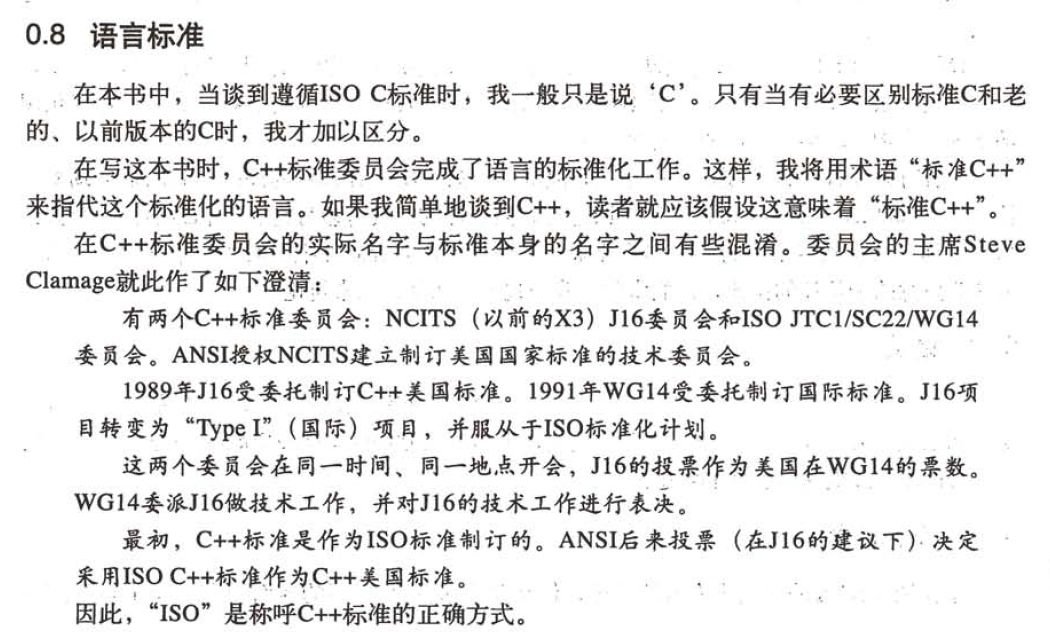 0.8 语言标准
在本书中，当谈到遵循ISO C标准时，我一般只是说‘C’。只有当有必要区别标准C和老
的、以前版本的C时，我才加以区分。
在写这本书时，C++标准委员会完成了语言的标准化工作。这样，我将用术语“标准C++”
来指代这个标准化的语言。如果我简单地谈到C++，读者就应该假设这意味着“标准C++”。
在C++标准委员会的实际名字与标准本身的名字之间有些混淆。委员会的主席Steve
Clamage就此作了如下澄清：
有两个C++标准委员会：NCITS（以前的X3）J16委员会和ISO JTC1/SC22/WG14
委员会。ANSI授权NCITS建立制订美国国家标准的技术委员会。
1989年J16受委托制订C++美国标准。1991年WG14受委托制订国际标准。J16项
目转变为“Type I”（国际）项目，并服从于ISO标准化计划。
这两个委员会在同一时间、同一地点开会，J16的投票作为美国在WG14的票数。
WG14委派J16做技术工作，并对J16的技术工作进行表决。
最初，C++标准是作为ISO标准制订的。ANSI后来投票（在J16的建议下）决定
采用ISO C++标准作为C++美国标准。
因此，“ISO”是称呼C++标准的正确方式。